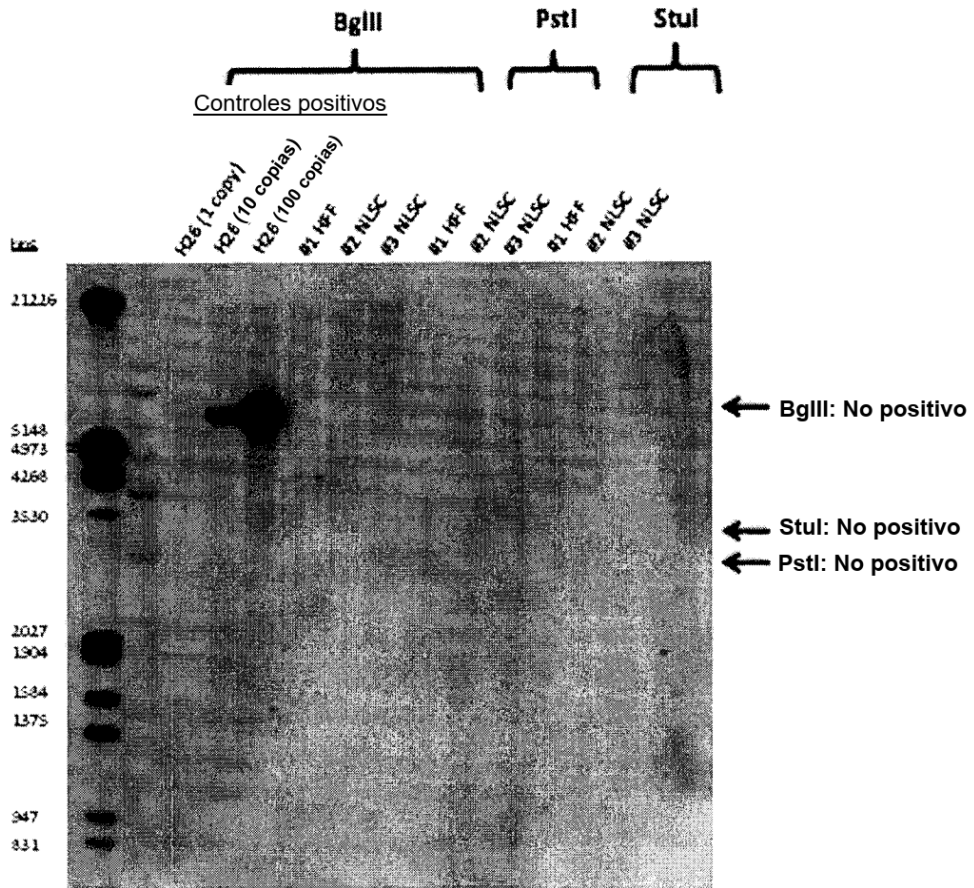 BglII PstI StuI
Controles positivos
H26 (1 copy)
H26 (10 copias)
H26 (100 copias)
#1 HFF
#2 NLSC
#3 NLSC
#1 HFF
#2 NLSC
#3 NLSC
#1 HFF
#2 NLSC
#3 NLSC
21226
BglII: No positivo
5148
4973
4268
3530
StuI: No positivo
PstI: No positivo
2027
1904
1584
1375
947
831